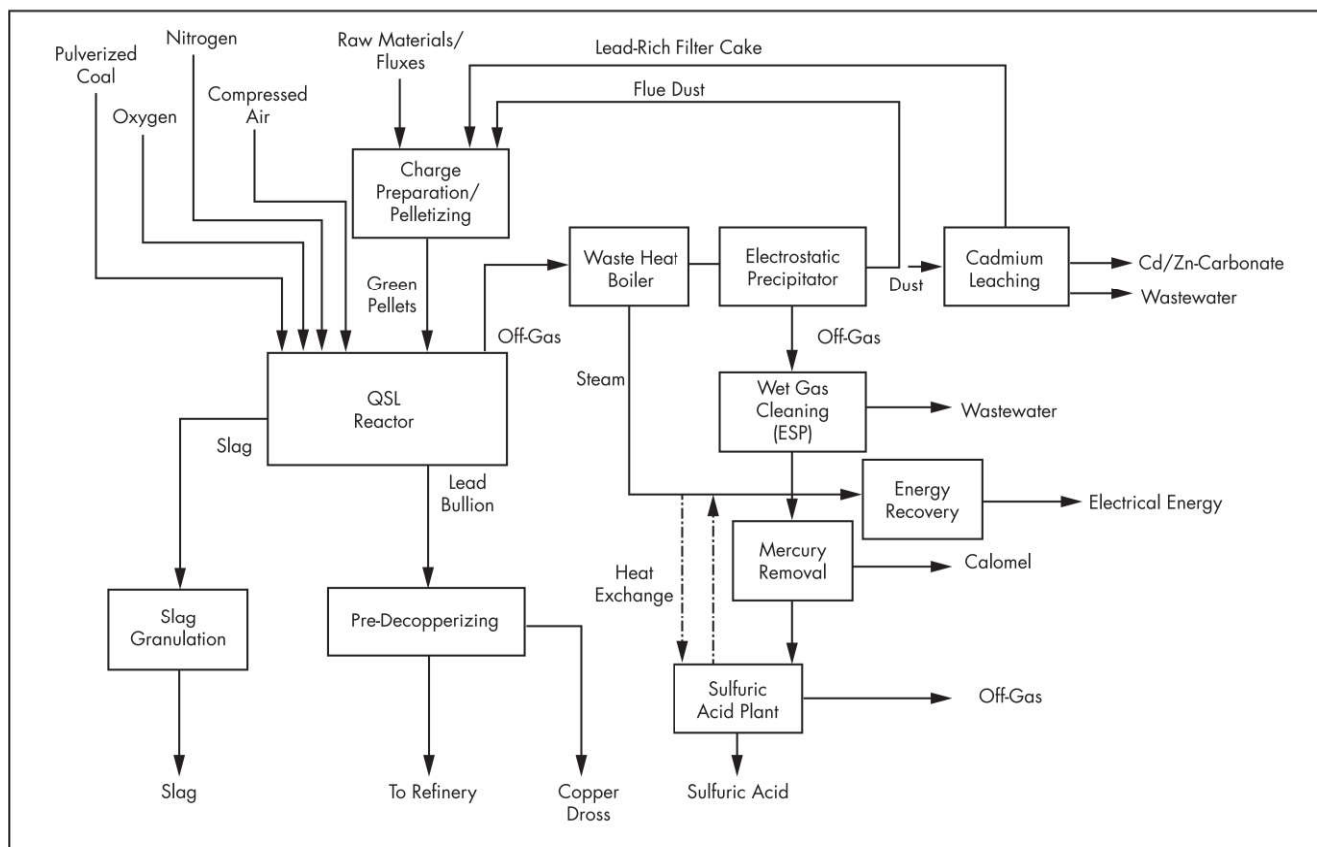 Nitrogen
Pulverized
Coal
Oxygen
Compressed
Air
Raw Materials/
Fluxes
Lead-Rich Filter Cake
Flue Dust
Charge
Preparation/
Pelletizing
Green
Pellets
Off-Gas
Waste Heat
Boiler
Electrostatic
Precipitator
Dust
Cadmium
Leaching
Cd/Zn-Carbonate
Wastewater
QSL
Reactor
Steam
Off-Gas
Wet Gas
Cleaning
(ESP)
Wastewater
Slag
Lead
Bullion
Energy
Recovery
Electrical Energy
Mercury
Removal
Calomel
Heat
Exchange
Slag
Granulation
Pre-Decopperizing
Sulfuric
Acid Plant
Off-Gas
Slag
To Refinery
Copper
Dross
Sulfuric Acid